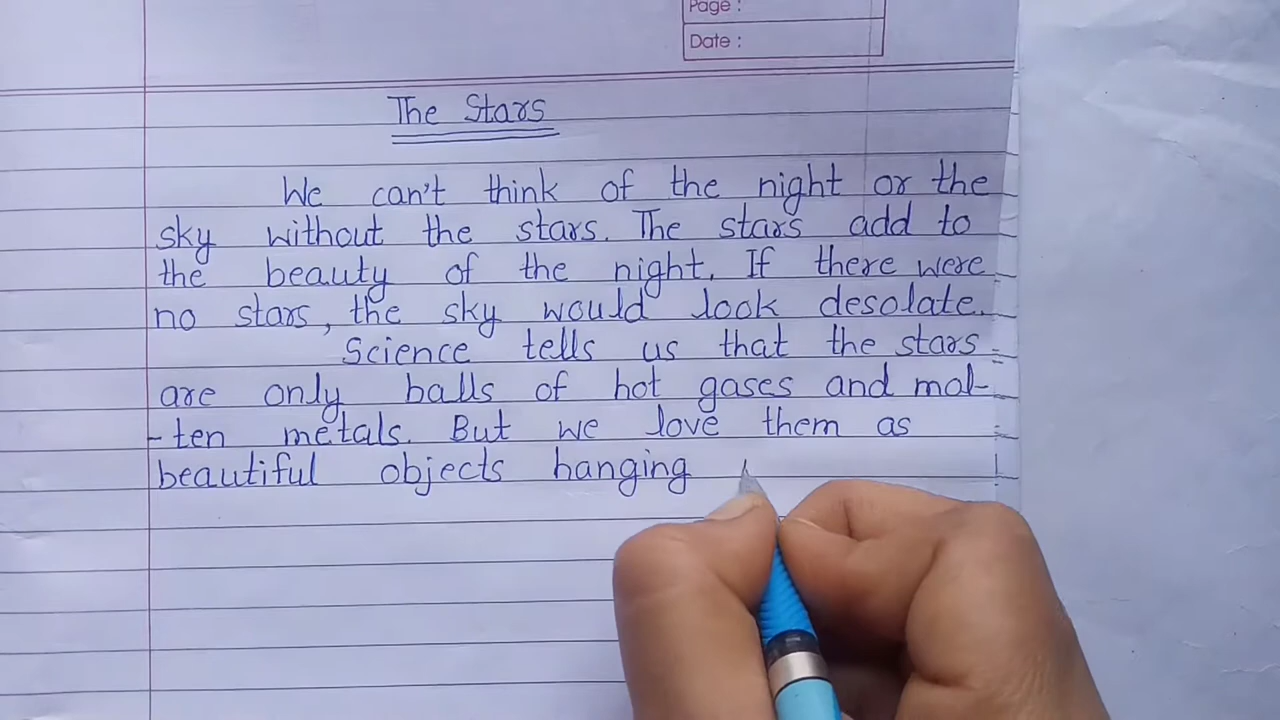 Page :
Date :
The Stars
We can't think of the night or the
sky without the stars. The stars add to
the beauty of the night. If there were
no stars, the sky would look desolate.
Science tells us that the stars
are only balls of hot gases and mol-
-ten metals. But we love them as
beautiful objects hanging